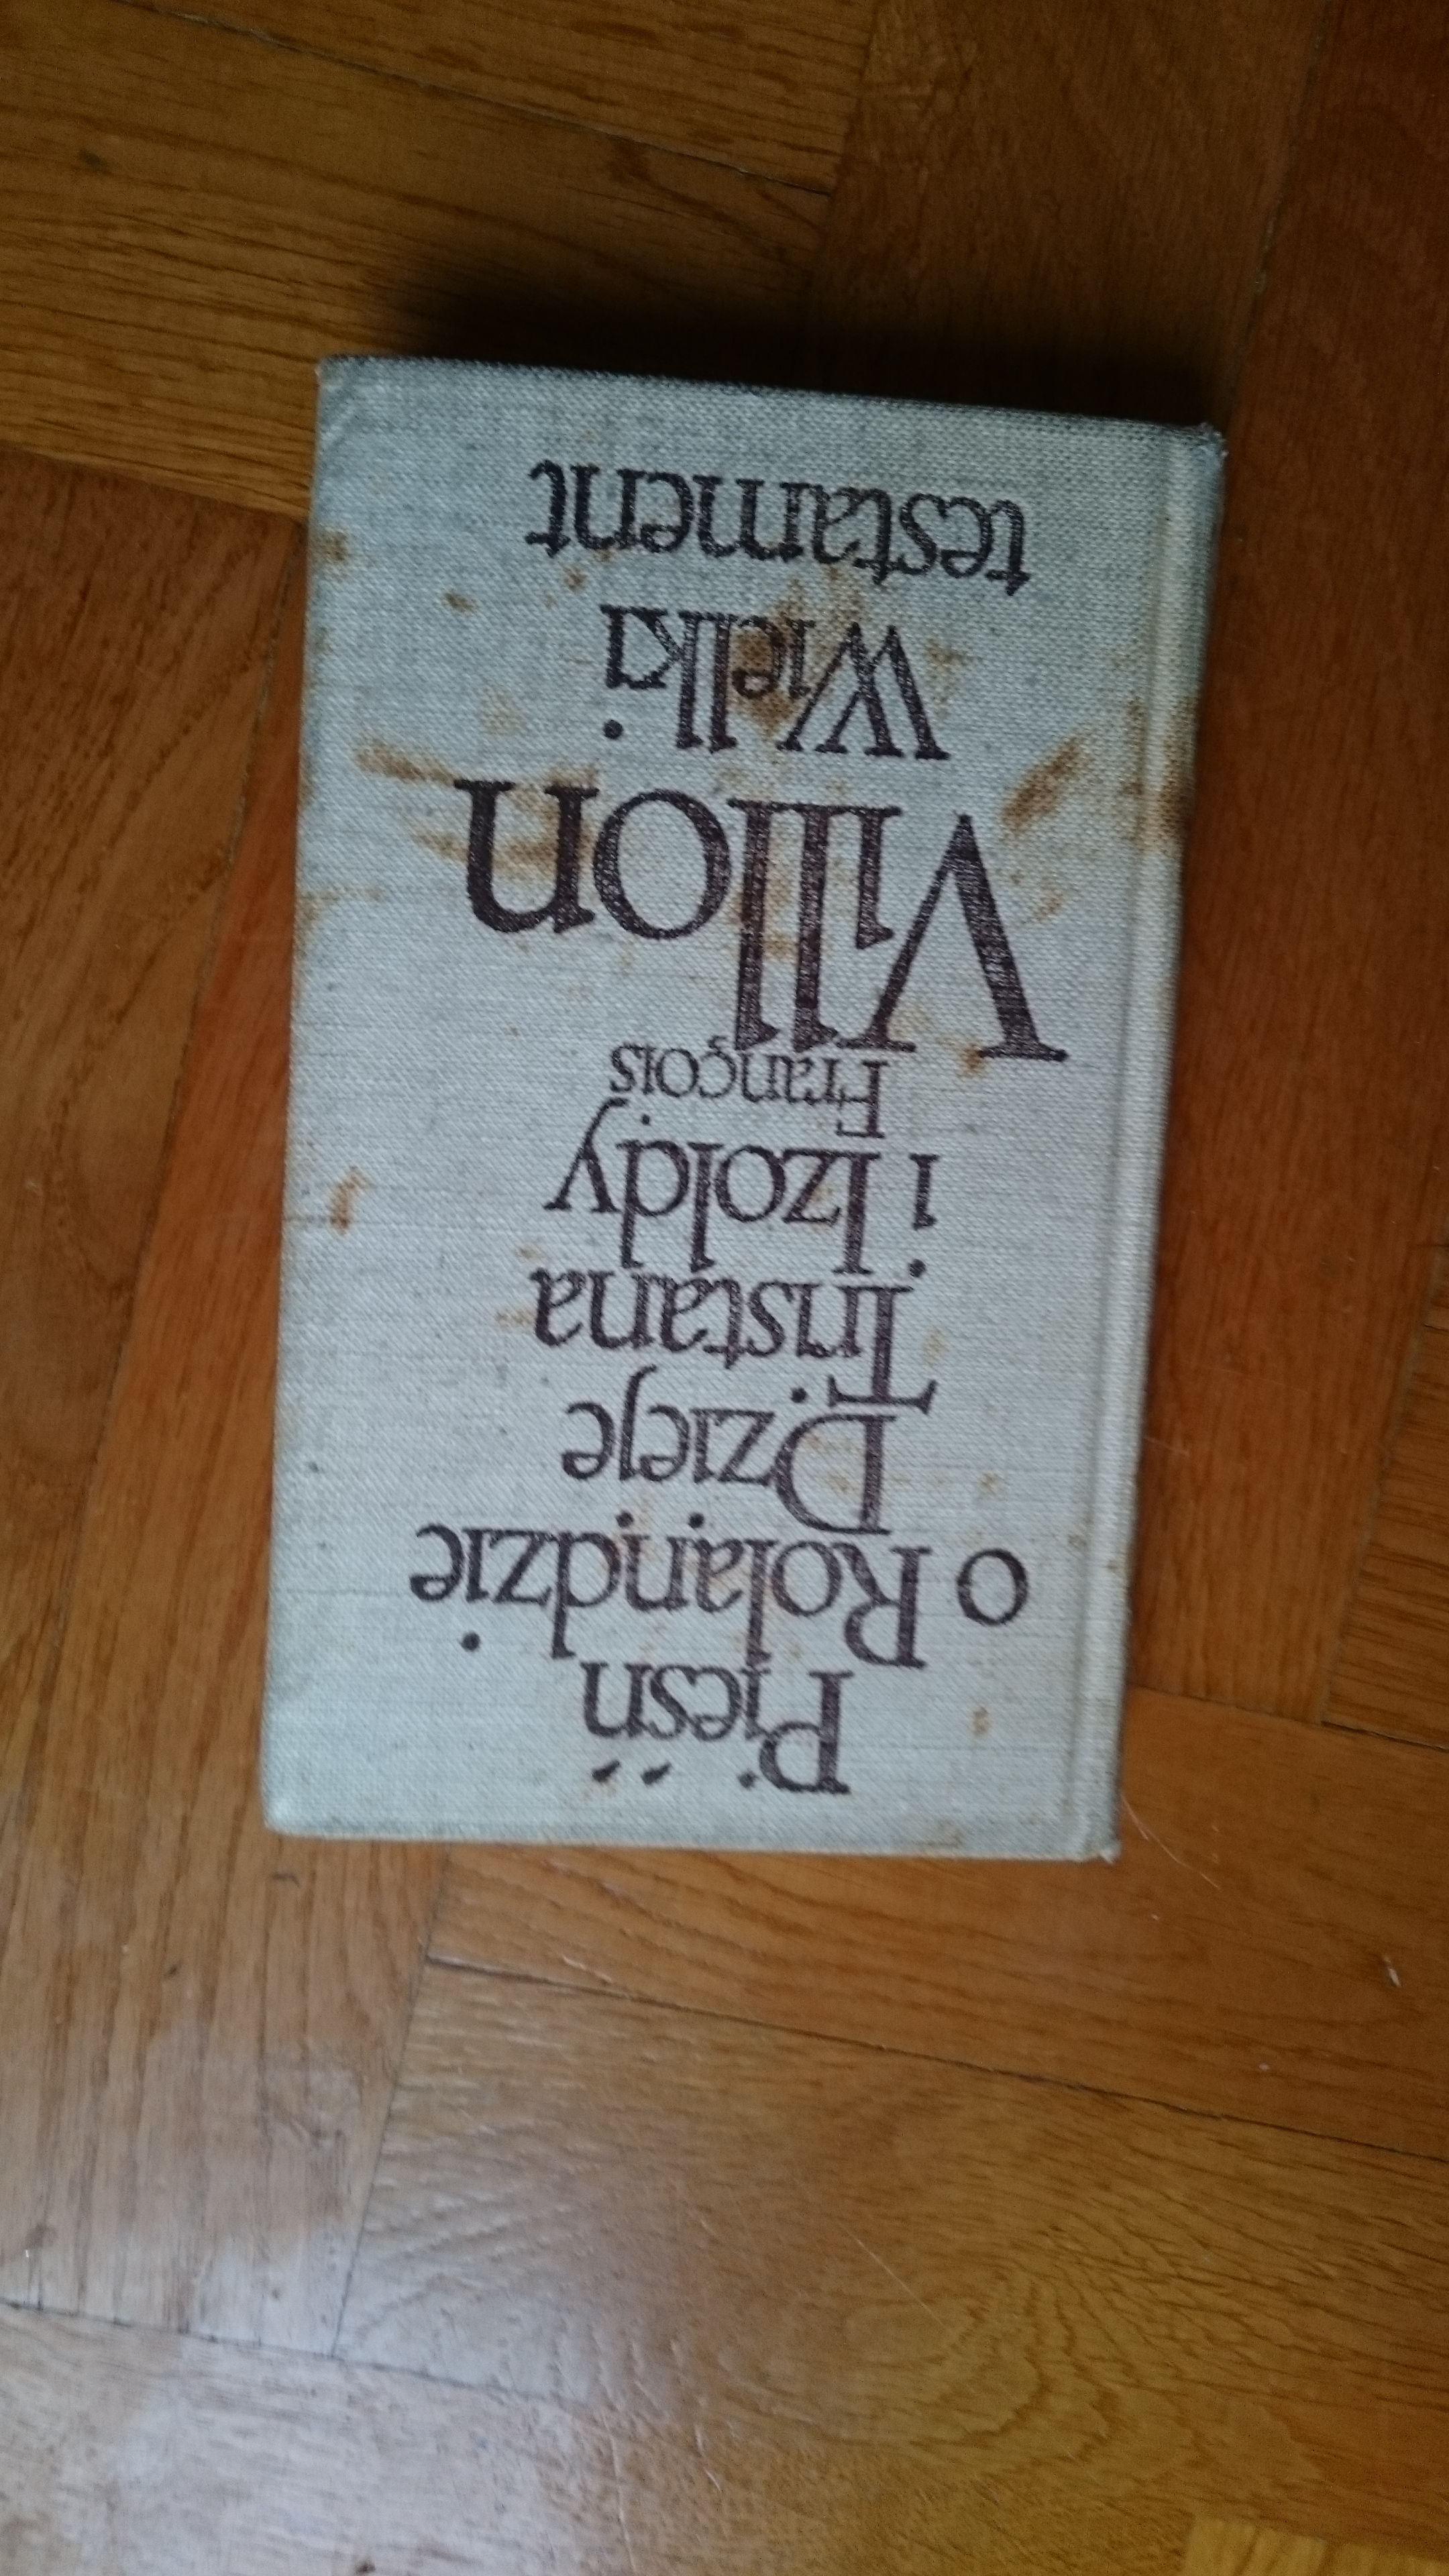 Pieśń
o Rolandzie
Dzieje
Tristana
i Izoldy
François
Villon
Wielki
testament